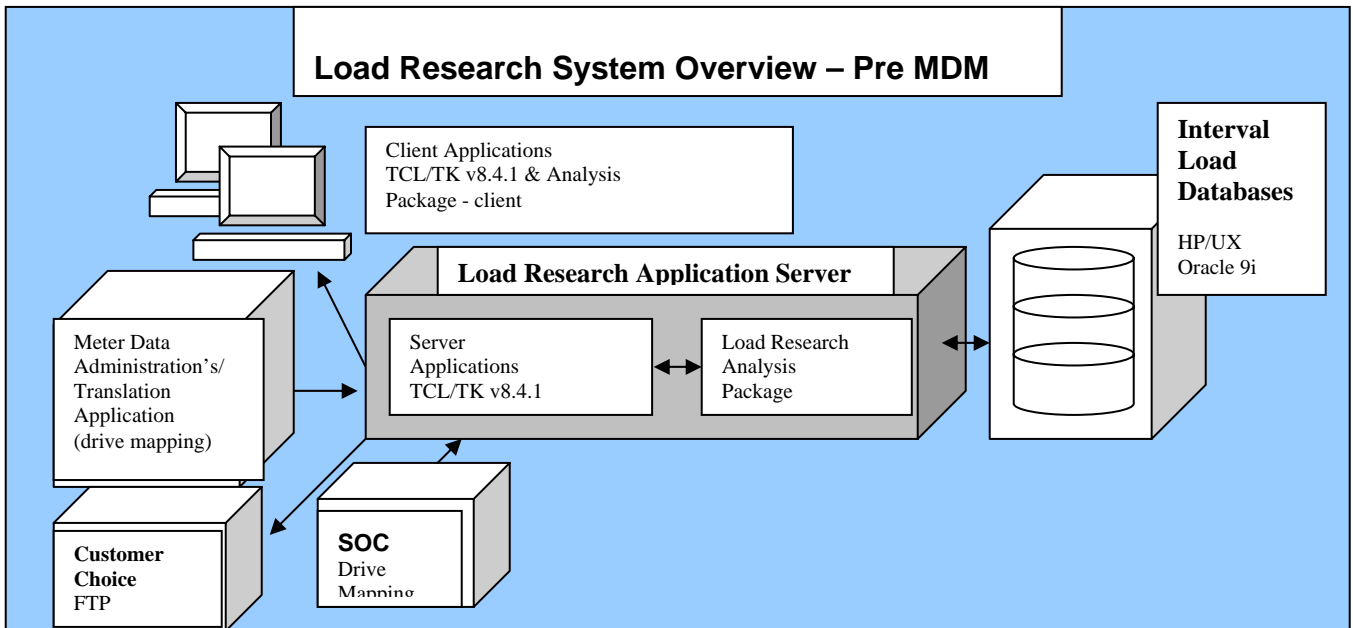 Load Research System Overview – Pre MDM
Client Applications
TCL/TK v8.4.1 & Analysis
Package - client
Interval
Load
Databases
HP/UX
Oracle 9i
Load Research Application Server
Meter Data
Administration's/
Translation
Application
(drive mapping)
Server
Applications
TCL/TK v8.4.1
Load Research
Analysis
Package
Customer
Choice
FTP
SOC
Drive
Mapping